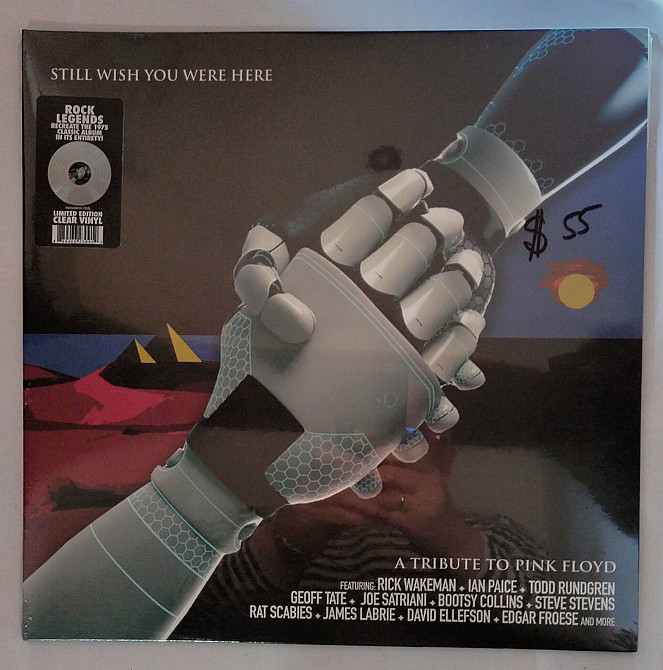 STILL WISH YOU WERE HERE
ROCK
LEGENDS
RECREATE THE 1975
CLASSIC ALBUM
IN ITS ENTIRETY!
LIMITED EDITION
CLEAR VINYL
$ 55
A TRIBUTE TO PINK FLOYD
FEATURING: RICK WAKEMAN + IAN PAICE + TODD RUNDGREN
GEOFF TATE + JOE SATRIANI + BOOTSY COLLINS + STEVE STEVENS
RAT SCABIES + JAMES LABRIE + DAVID ELLEFSON + EDGAR FROESE AND MORE